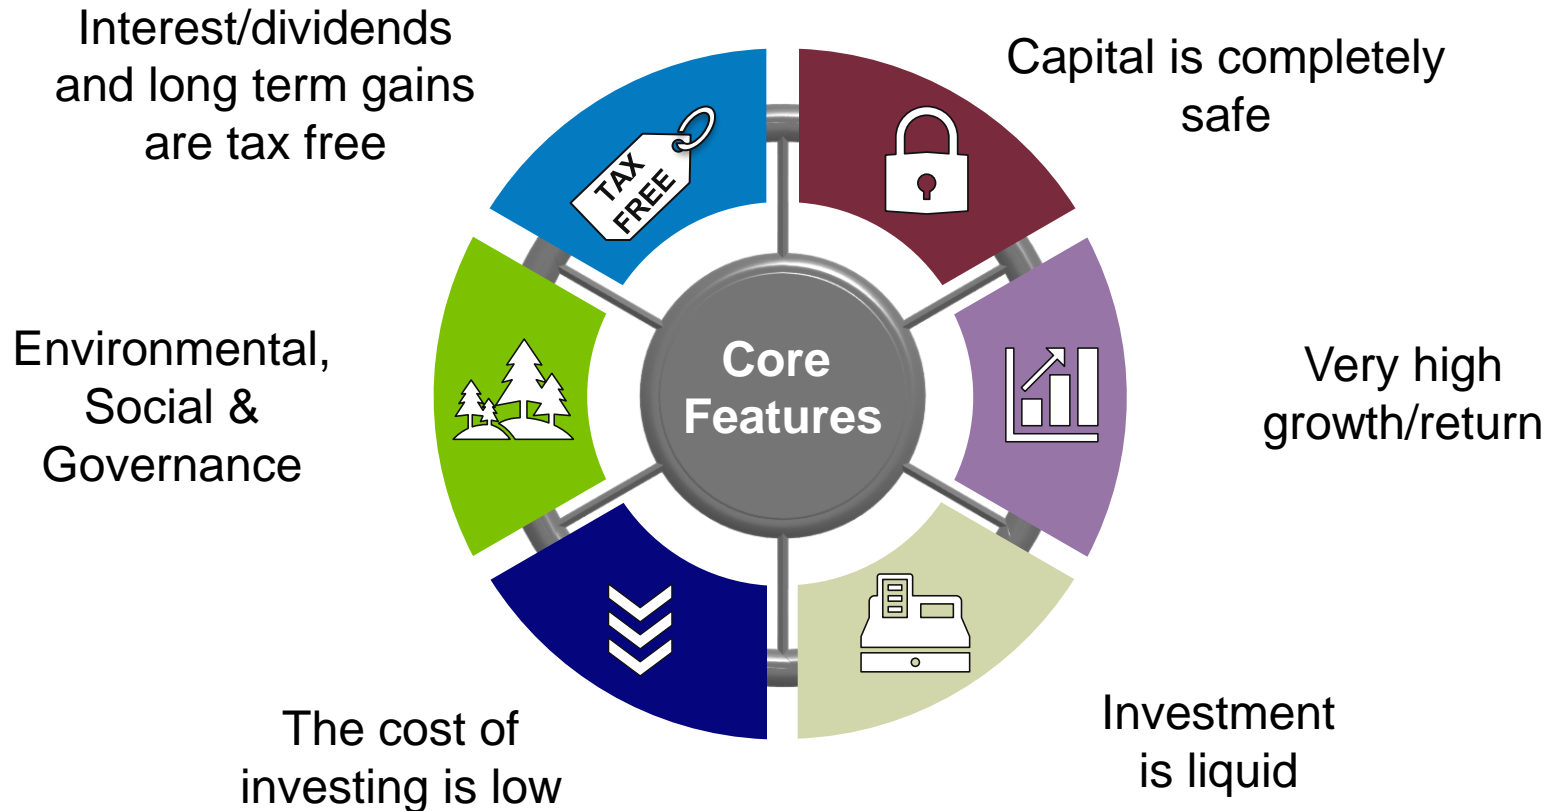 Interest/dividends
and long term gains
are tax free
Capital is completely
safe
TAX
FREE
Environmental,
Social &
Governance
Core
Features
Very high
growth/return
The cost of
investing is low
Investment
is liquid